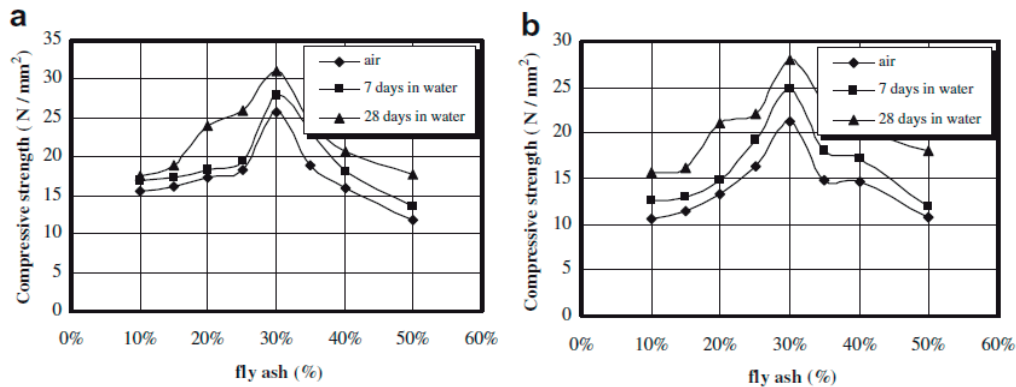 a
35
30
25
20
15
10
5
0
Compressive strength ( N / mm²)
air
7 days in water
28 days in water
0% 10% 20% 30% 40% 50% 60%
fly ash (%)
b
30
25
20
15
10
5
0
Compressive strength ( N / mm²)
air
7 days in water
28 days in water
0% 10% 20% 30% 40% 50% 60%
fly ash (%)